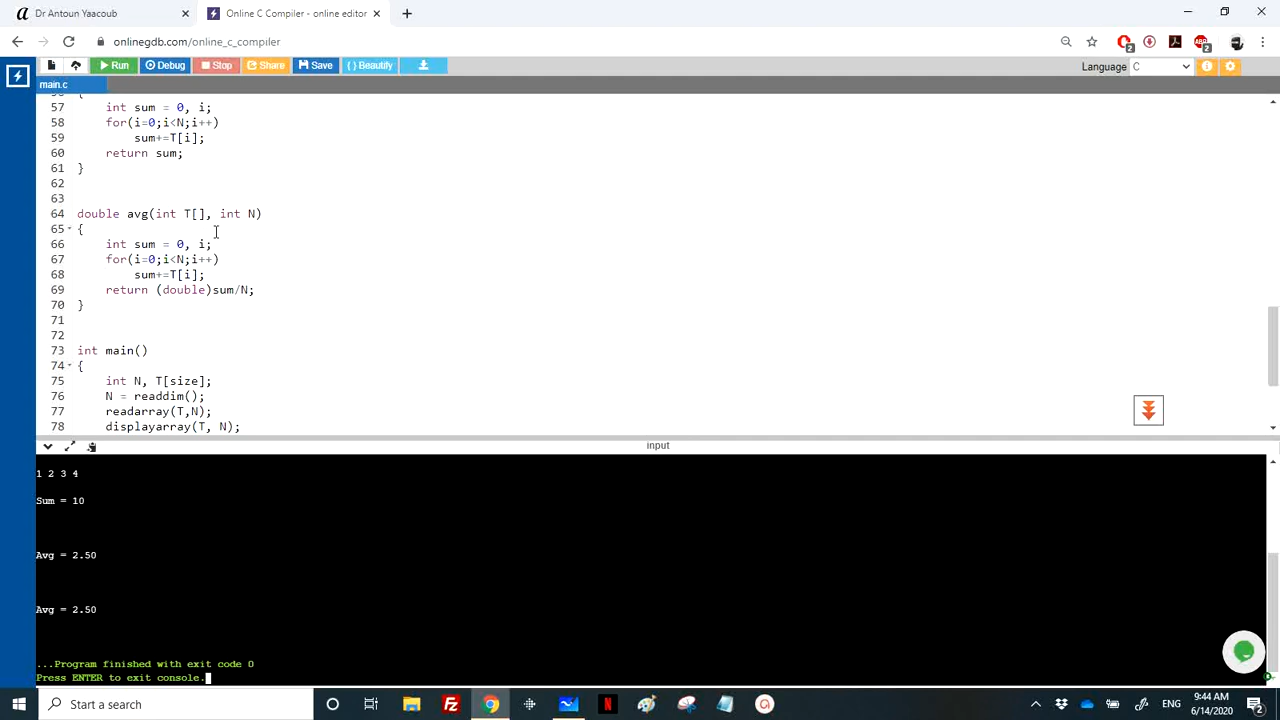 Dr Antoun Yaacoub
Online C Compiler - online editor
onlinegdb.com/online_c_compiler
Run
Debug
Stop
Share
Save
{ } Beautify
Language C
main.c
57 int sum = 0, i;
58 for(i=0;i<N;i++)
59 sum+=T[i];
60 return sum;
61 }
62
63
64 double avg(int T[], int N)
65 {
66 int sum = 0, i;
67 for(i=0;i<N;i++)
68 sum+=T[i];
69 return (double)sum/N;
70 }
71
72
73 int main()
74 {
75 int N, T[size];
76 N = readdim();
77 readarray(T,N);
78 displayarray(T, N);
input
1 2 3 4
Sum = 10
Avg = 2.50
Avg = 2.50
...Program finished with exit code 0
Press ENTER to exit console.
Type here to search
ENG
9:44 AM
6/14/2020